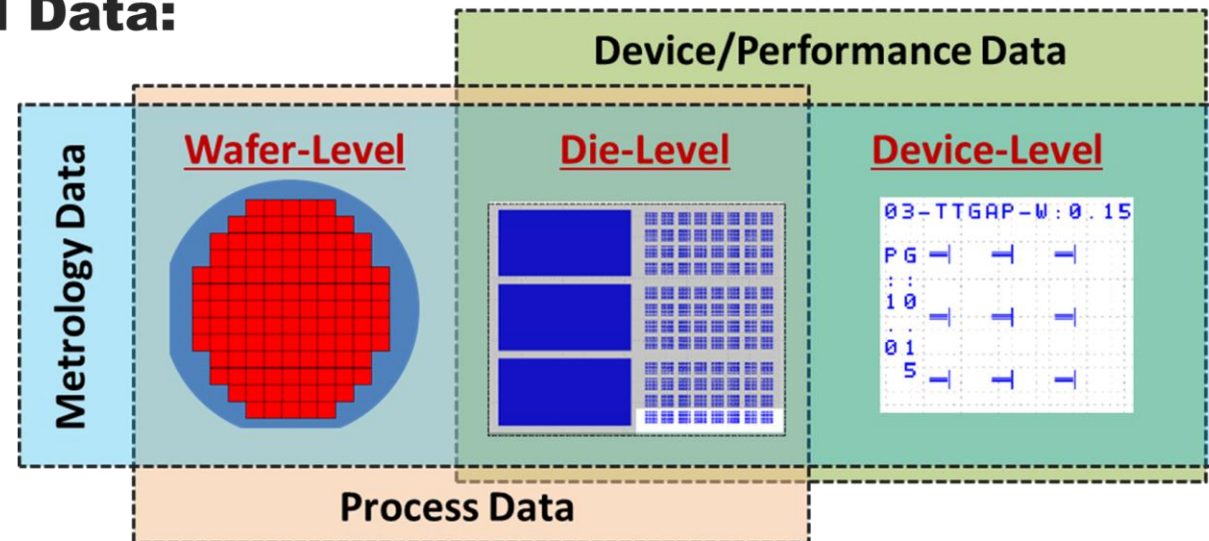 Data:
Device/Performance Data
Metrology Data
Wafer-Level
Die-Level
Device-Level
03-TTGAP-W:0.15
PG
:
:
10
.
.
01
5
Process Data